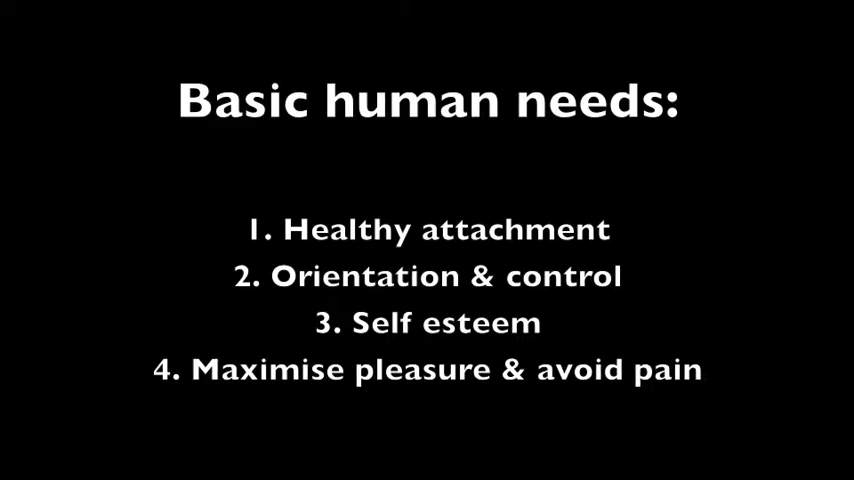 Basic human needs:
1. Healthy attachment
2. Orientation & control
3. Self esteem
4. Maximise pleasure & avoid pain